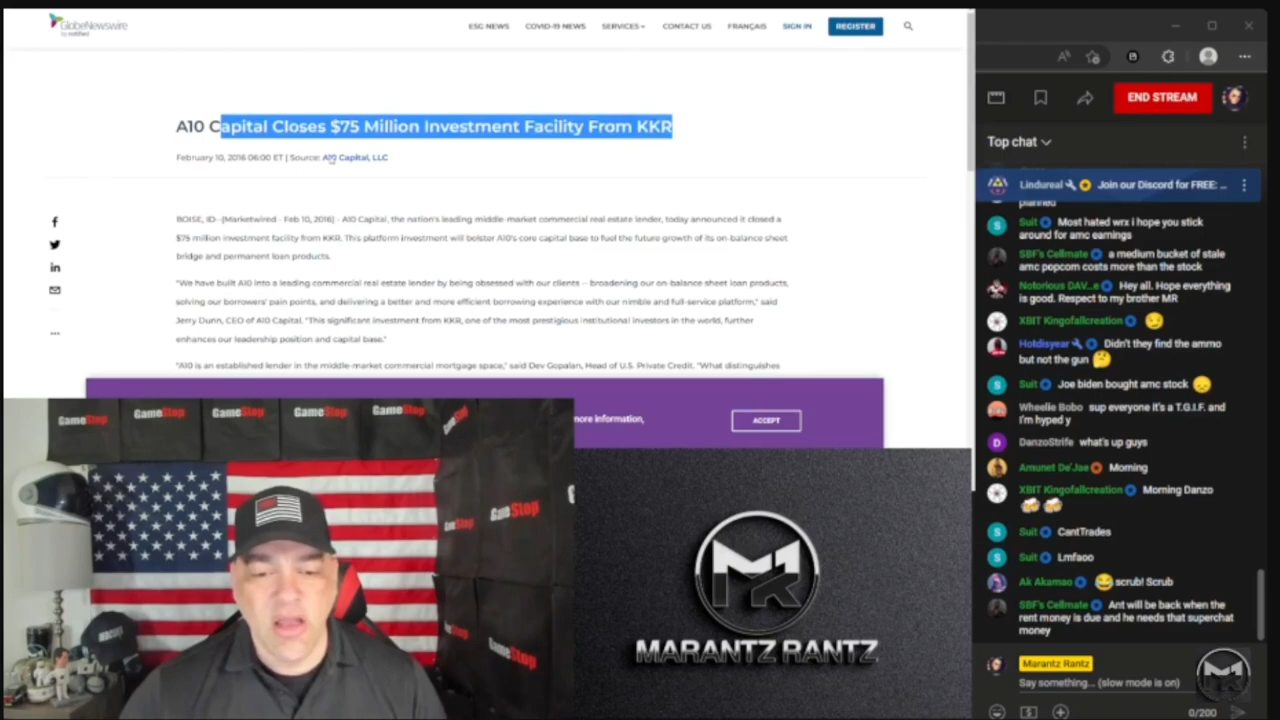 GlobeNewswire
by notified
ESG NEWS COVID-19 NEWS SERVICES CONTACT US FRANÇAIS SIGN IN REGISTER
A10 Capital Closes $75 Million Investment Facility From KKR
February 10, 2016 06:00 ET | Source: A10 Capital, LLC
BOISE, ID--(Marketwired - Feb 10, 2016) - A10 Capital, the nation's leading middle-market commercial real estate lender, today announced it closed a
$75 million investment facility from KKR. This platform investment will bolster A10's core capital base to fuel the future growth of its on-balance sheet
bridge and permanent loan products.
"We have built A10 into a leading commercial real estate lender by being obsessed with our clients -- broadening our on-balance sheet loan products,
solving our borrowers' pain points, and delivering a better and more efficient borrowing experience with our nimble and full-service platform," said
Jerry Dunn, CEO of A10 Capital. "This significant investment from KKR, one of the most prestigious institutional investors in the world, further
enhances our leadership position and capital base."
"A10 is an established lender in the middle-market commercial mortgage space," said Dev Gopalan, Head of U.S. Private Credit. "What distinguishes
more information,
ACCEPT
GameStop
GameStop
GameStop
GameStop
GameStop
GameStop
GameStop
GameStop
GameStop
GameStop
MARANTZ RANTZ
END STREAM
Top chat
Lindureal Join our Discord for FREE: ...
planned
Suit Most hated wrx i hope you stick
around for amc earnings
SBF's Cellmate a medium bucket of stale
amc popcorn costs more than the stock
Notorious DAV...e Hey all. Hope everything
is good. Respect to my brother MR
XBIT Kingofallcreation 😏
Hotdisyear Didn't they find the ammo
but not the gun 🤔
Suit Joe biden bought amc stock 😞
Wheelie Bobo sup everyone it's a T.G.I.F. and
I'm hyped y
DanzoStrife what's up guys
Amunet De'Jae Morning
XBIT Kingofallcreation Morning Danzo
🍻 🍻
Suit CantTrades
Suit Lmfaoo
Ak Akamao 😂 scrub! Scrub
SBF's Cellmate Ant will be back when the
rent money is due and he needs that superchat
money
Marantz Rantz
Say something... (slow mode is on)
0/200